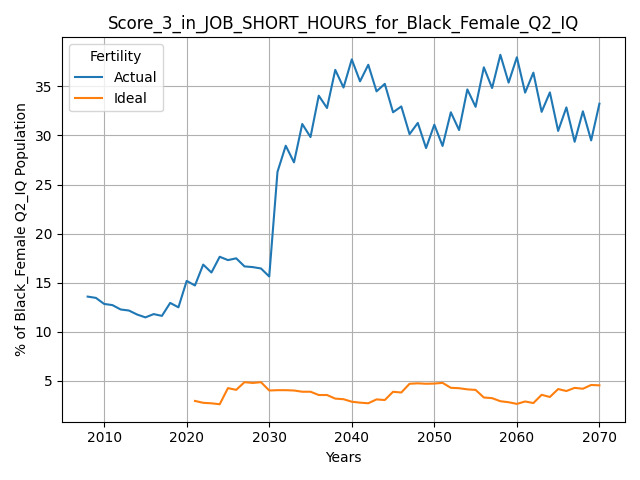 Score_3_in_JOB_SHORT_HOURS_for_Black_Female_Q2_IQ
Fertility
Actual
Ideal
% of Black_Female Q2_IQ Population
35
30
25
20
15
10
5
2010 2020 2030 2040 2050 2060 2070
Years